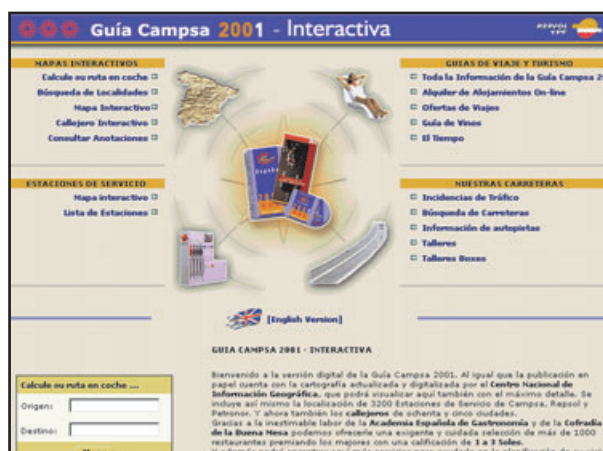 Guía Campsa 2001 - Interactiva
REPSOL
YPF
MAPAS INTERACTIVOS
Calcule su ruta en coche
Búsqueda de Localidades
Mapa Interactivo
Callejero Interactivo
Consultar Anotaciones
GUIAS DE VIAJE Y TURISMO
Toda la Información de la Guía Campsa
Alquiler de Alojamientos On-line
Ofertas de Viajes
Guía de Vinos
El Tiempo
ESTACIONES DE SERVICIO
Mapa interactivo
Lista de Estaciones
NUESTRAS CARRETERAS
Incidencias de Tráfico
Búsqueda de Carreteras
Información de autopistas
Talleres
Talleres Boxes
España
[English Version]
GUIA CAMPSA 2001 - INTERACTIVA
Bienvenido a la versión digital de la Guía Campsa 2001. Al igual que la publicación en
papel cuenta con la cartografía actualizada y digitalizada por el Centro Nacional de
Información Geográfica, que podrá visualizar aquí también con el máximo detalle. Se
incluye así mismo la localización de 3200 Estaciones de Servicio de Campsa, Repsol y
Petronor. Y ahora también los callejeros de ochenta y cinco ciudades.
Gracias a la inestimable labor de la Academia Española de Gastronomía y de la Cofradía
de la Buena Mesa podemos ofrecerle una exigente y cuidada selección de más de 1000
restaurantes premiando los mejores con una calificación de 1 a 3 Soles.
Calcule su ruta en coche ...
Origen:
Destino: